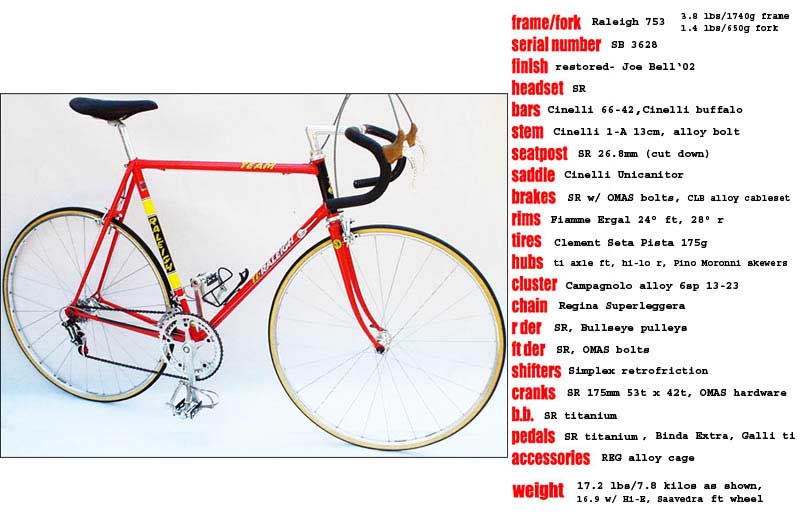 TEAM
RALEIGH
RALEIGH
frame/fork Raleigh 753 3.8 lbs/1740g frame
1.4 lbs/650g fork
serial number SB 3628
finish restored- Joe Bell'02
headset SR
bars Cinelli 66-42,Cinelli buffalo
stem Cinelli 1-A 13cm, alloy bolt
seatpost SR 26.8mm (cut down)
saddle Cinelli Unicanitor
brakes SR w/ OMAS bolts, CLB alloy cableset
rims Fiamme Ergal 24° ft, 28° r
tires Clement Seta Pista 175g
hubs ti axle ft, hi-lo r, Pino Moronni skewers
cluster Campagnolo alloy 6sp 13-23
chain Regina Superleggera
r der SR, Bullseye pulleys
ft der SR, OMAS bolts
shifters Simplex retrofriction
cranks SR 175mm 53t x 42t, OMAS hardware
b.b. SR titanium
pedals SR titanium, Binda Extra, Galli ti
accessories REG alloy cage
weight 17.2 lbs/7.8 kilos as shown,
16.9 w/ Hi-E, Saavedra ft wheel